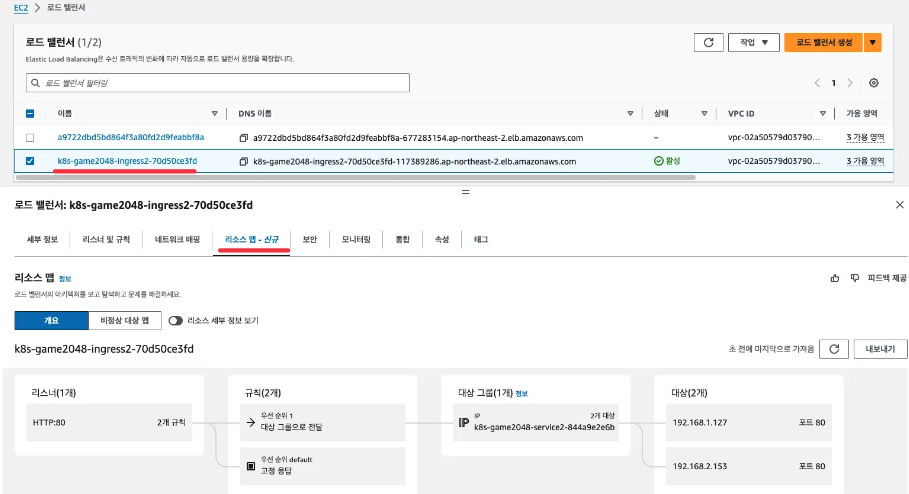 EC2 > 로드 밸런서
로드 밸런서 (1/2)
작업 ▼
로드 밸런서 생성 ▼
Elastic Load Balancing은 수신 트래픽의 변화에 따라 자동으로 로드 밸런서 용량을 확장합니다.
로드 밸런서 필터링
< 1 >
이름 DNS 이름 상태 VPC ID 가용 영역
a9722dbd5bd864f3a80fd2d9feabbf8a a9722dbd5bd864f3a80fd2d9feabbf8a-677283154.ap-northeast-2.elb.amazonaws.com – vpc-02a50579d03790... 3 가용 영역
k8s-game2048-ingress2-70d50ce3fd k8s-game2048-ingress2-70d50ce3fd-117389286.ap-northeast-2.elb.amazonaws.com 활성 vpc-02a50579d03790... 3 가용 영역
로드 밸런서: k8s-game2048-ingress2-70d50ce3fd
세부 정보 리스너 및 규칙 네트워크 매핑 리소스 맵 - 신규 보안 모니터링 통합 속성 태그
리소스 맵 정보
피드백 제공
로드 밸런서의 아키텍처를 보고 탐색하고 문제를 해결하세요.
개요 비정상 대상 맵 리소스 세부 정보 보기
k8s-game2048-ingress2-70d50ce3fd
초 전에 마지막으로 가져옴
내보내기
리스너(1개)
HTTP:80 2개 규칙
규칙(2개)
우선 순위 1
대상 그룹으로 전달
우선 순위 default
고정 응답
대상 그룹(1개) 정보
IP
IP 2개 대상
k8s-game2048-service2-844a9e2e6b
대상(2개)
192.168.1.127 포트 80
192.168.2.153 포트 80